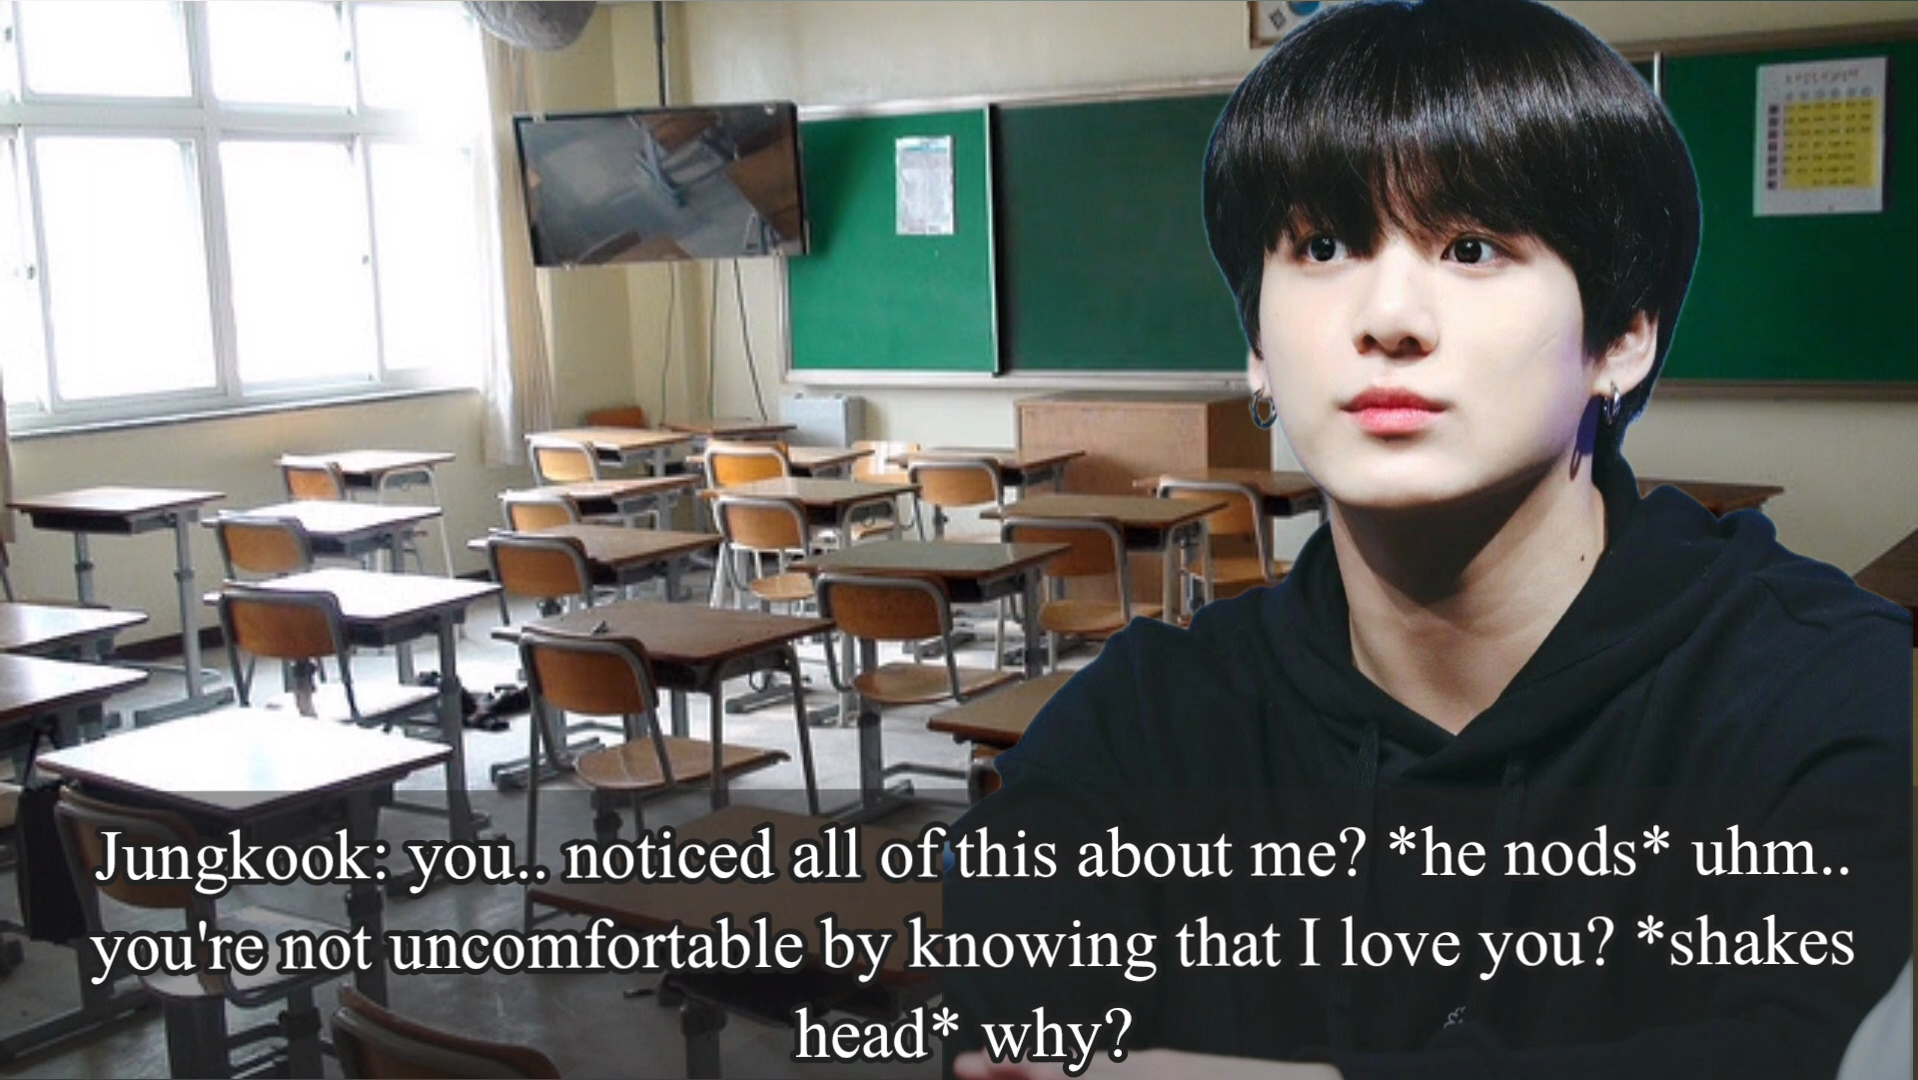 Jungkook: you.. noticed all of this about me? *he nods* uhm..
you're not uncomfortable by knowing that I love you? *shakes
head* why?